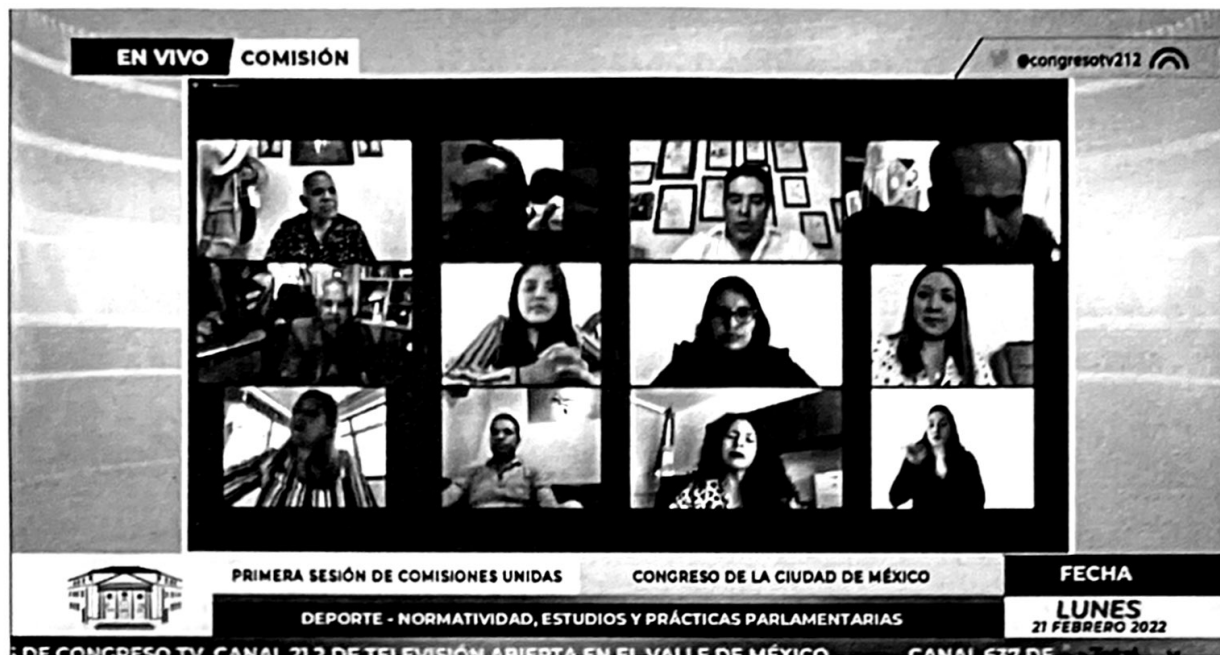 EN VIVO COMISIÓN
@congresotv212
PRIMERA SESIÓN DE COMISIONES UNIDAS CONGRESO DE LA CIUDAD DE MÉXICO FECHA
DEPORTE - NORMATIVIDAD, ESTUDIOS Y PRÁCTICAS PARLAMENTARIAS
LUNES
21 FEBRERO 2022
DE CONGRESO TV, CANAL 21.2 DE TELEVISIÓN ABIERTA EN EL VALLE DE MÉXICO CANAL 637 DE